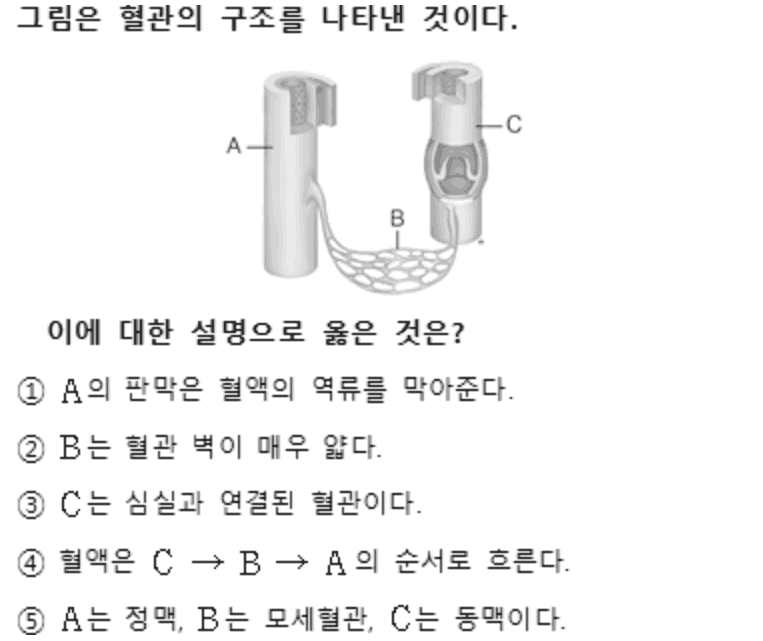 그림은 혈관의 구조를 나타낸 것이다.
A
C
B
이에 대한 설명으로 옳은 것은?
① A의 판막은 혈액의 역류를 막아준다.
② B는 혈관 벽이 매우 얇다.
③ C는 심실과 연결된 혈관이다.
④ 혈액은 C → B → A의 순서로 흐른다.
⑤ A는 정맥, B는 모세혈관, C는 동맥이다.